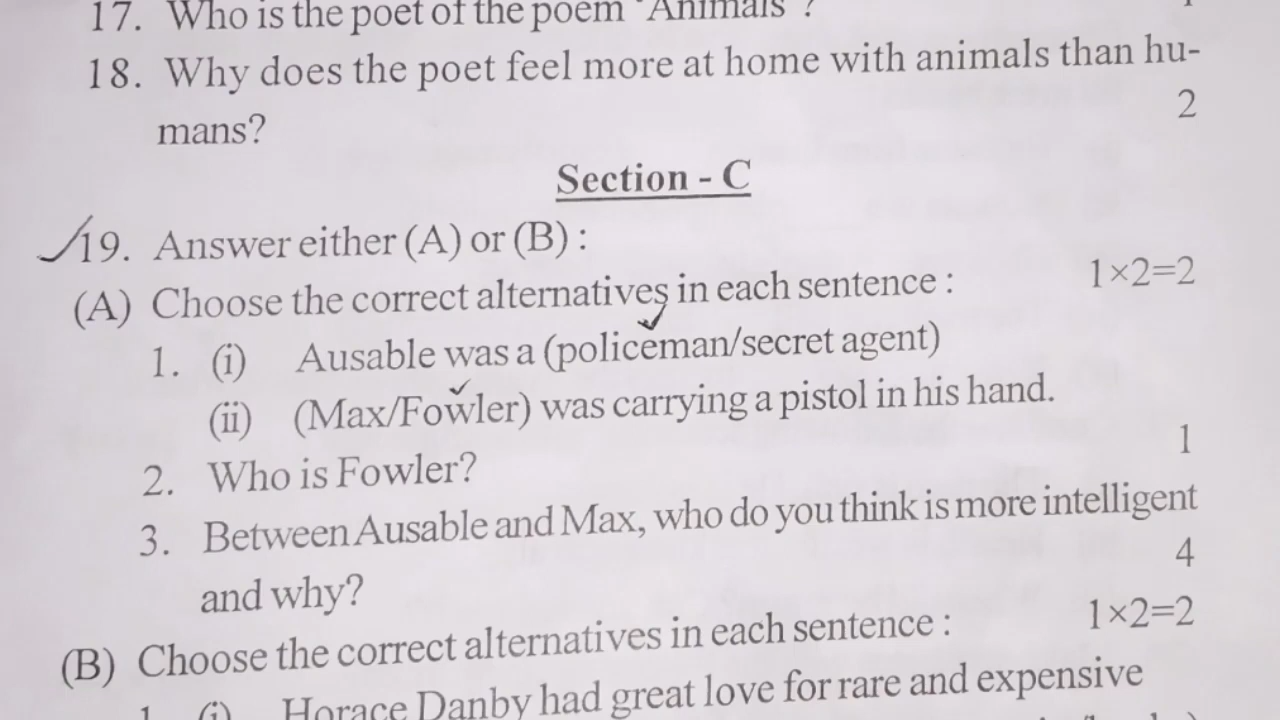 17. Who is the poet of the poem 'Animals'?
18. Why does the poet feel more at home with animals than hu-
mans? 2
Section - C
19. Answer either (A) or (B) :
(A) Choose the correct alternatives in each sentence : 1×2=2
1. (i) Ausable was a (policeman/secret agent)
(ii) (Max/Fowler) was carrying a pistol in his hand.
2. Who is Fowler? 1
3. Between Ausable and Max, who do you think is more intelligent
and why? 4
(B) Choose the correct alternatives in each sentence : 1×2=2
1. (i) Horace Danby had great love for rare and expensive